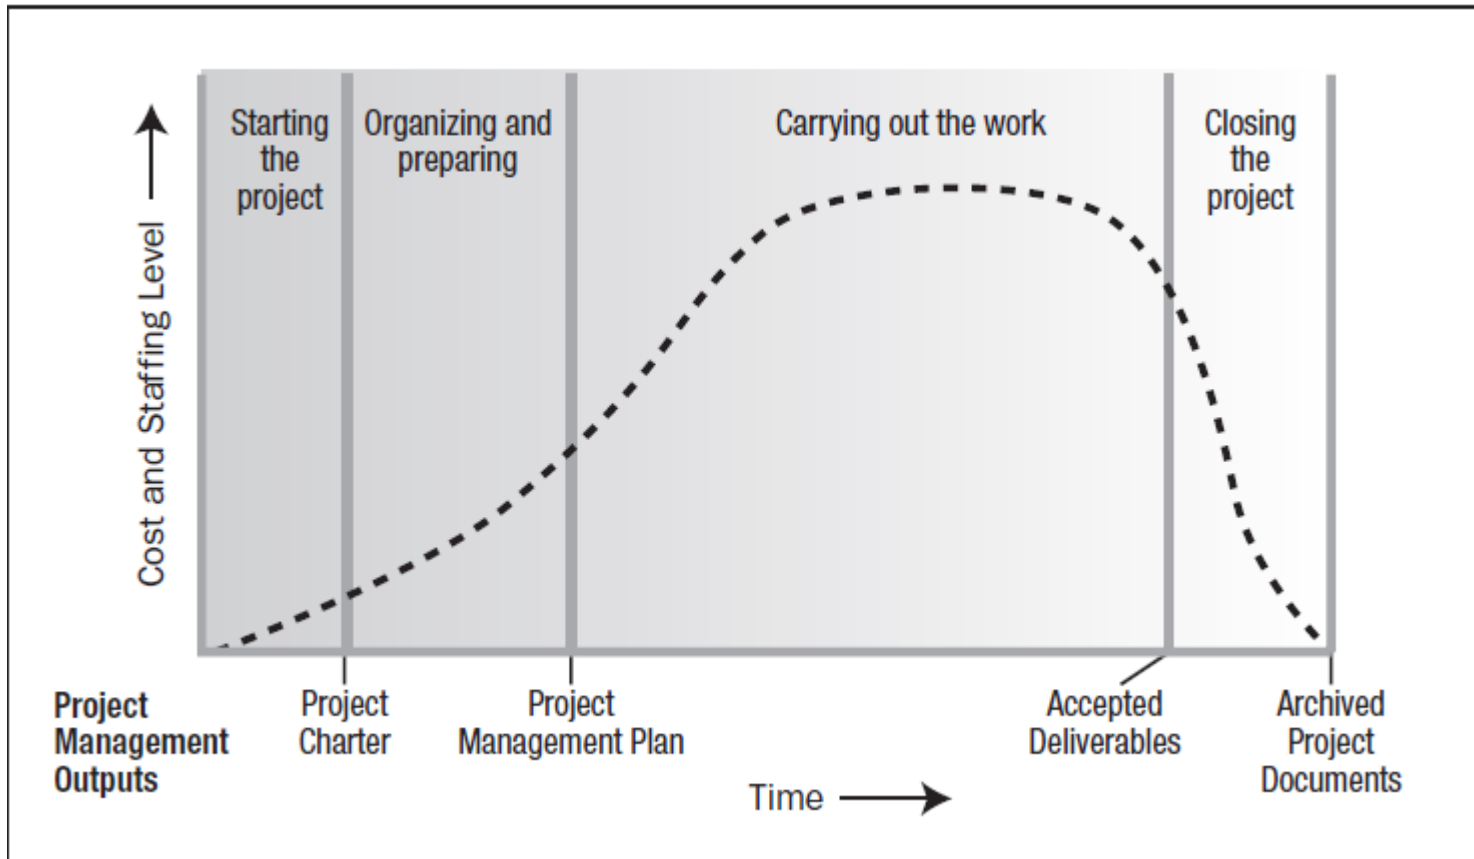 Starting
the
project
Organizing and
preparing
Carrying out the work
Closing
the
project
Cost and Staffing Level
Project
Management
Outputs
Project
Charter
Project
Management Plan
Accepted
Deliverables
Archived
Project
Documents
Time